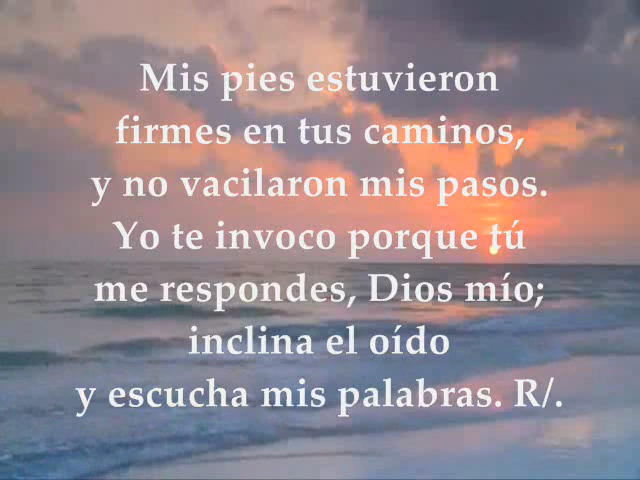 Mis pies estuvieron
firmes en tus caminos,
y no vacilaron mis pasos.
Yo te invoco porque tú
me respondes, Dios mío;
inclina el oído
y escucha mis palabras. R/.